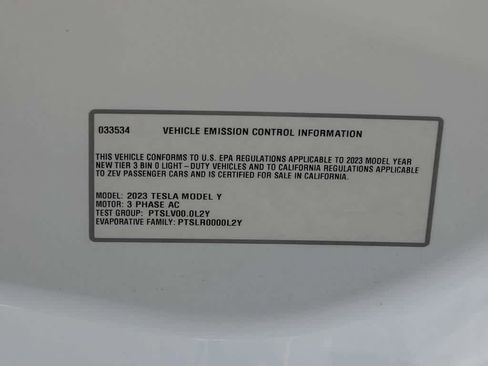 033534 VEHICLE EMISSION CONTROL INFORMATION
THIS VEHICLE CONFORMS TO U.S. EPA REGULATIONS APPLICABLE TO 2023 MODEL YEAR
NEW TIER 3 BIN 0 LIGHT-DUTY VEHICLES AND TO CALIFORNIA REGULATIONS APPLICABLE
TO ZEV PASSENGER CARS AND IS CERTIFIED FOR SALE IN CALIFORNIA.
MODEL: 2023 TESLA MODEL Y
MOTOR: 3 PHASE AC
TEST GROUP: PTSLV00.0L2Y
EVAPORATIVE FAMILY: PTSLR0000L2Y